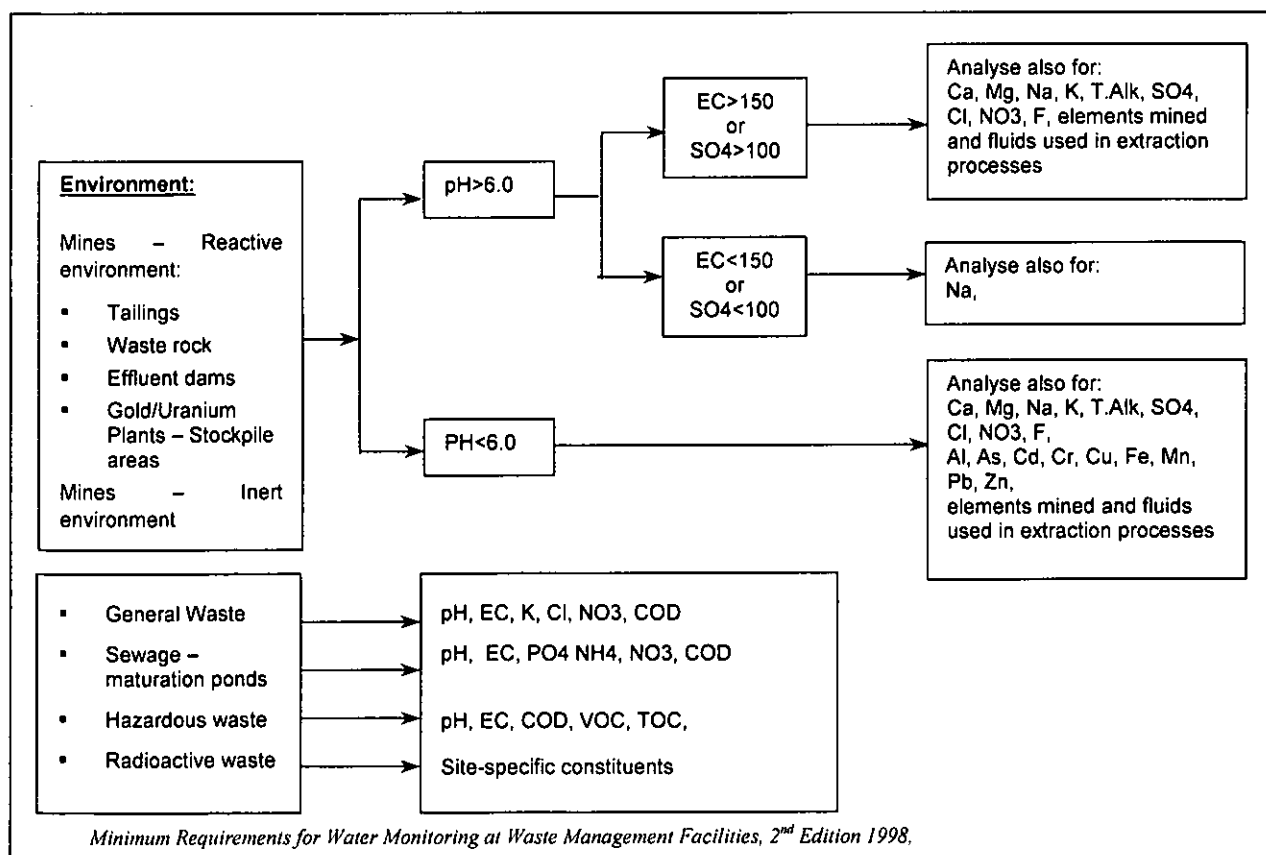 Environment:
Mines – Reactive
environment:
▪ Tailings
▪ Waste rock
▪ Effluent dams
▪ Gold/Uranium
Plants – Stockpile
areas
Mines – Inert
environment
pH>6.0
PH<6.0
EC>150
or
SO4>100
EC<150
or
SO4<100
Analyse also for:
Ca, Mg, Na, K, T.Alk, SO4,
Cl, NO3, F, elements mined
and fluids used in extraction
processes
Analyse also for:
Na,
Analyse also for:
Ca, Mg, Na, K, T.Alk, SO4,
Cl, NO3, F,
Al, As, Cd, Cr, Cu, Fe, Mn,
Pb, Zn,
elements mined and fluids
used in extraction processes
▪ General Waste
▪ Sewage –
maturation ponds
▪ Hazardous waste
▪ Radioactive waste
pH, EC, K, Cl, NO3, COD
pH, EC, PO4 NH4, NO3, COD
pH, EC, COD, VOC, TOC,
Site-specific constituents
Minimum Requirements for Water Monitoring at Waste Management Facilities, 2nd Edition 1998,